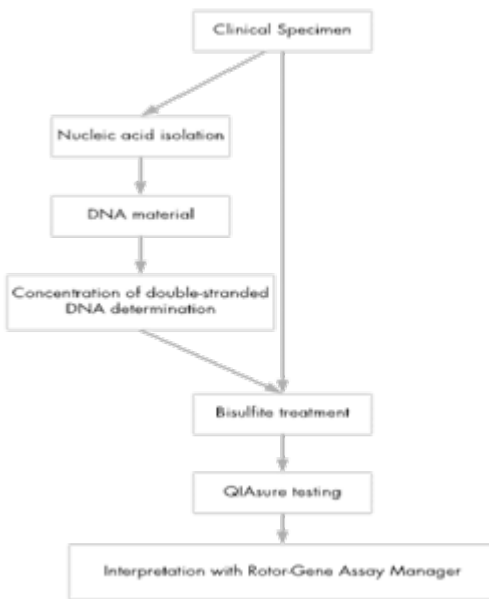 Clinical Specimen
Nucleic acid isolation
DNA material
Concentration of double-stranded
DNA determination
Bisulfite treatment
QIAsure testing
Interpretation with Rotor-Gene Assay Manager